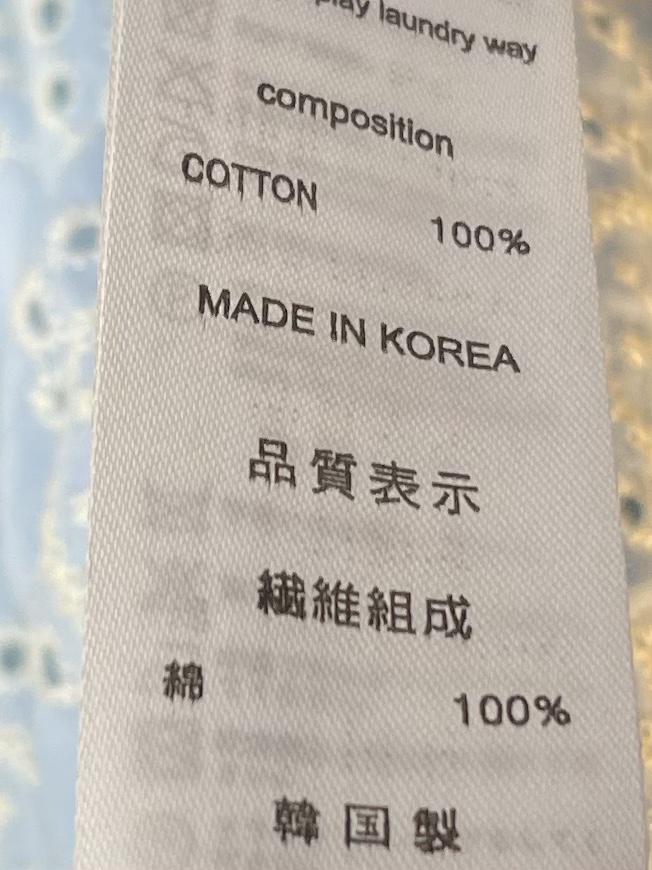 laundry way
composition
COTTON 100%
MADE IN KOREA
品質表示
繊維組成
綿 100%
韓国製